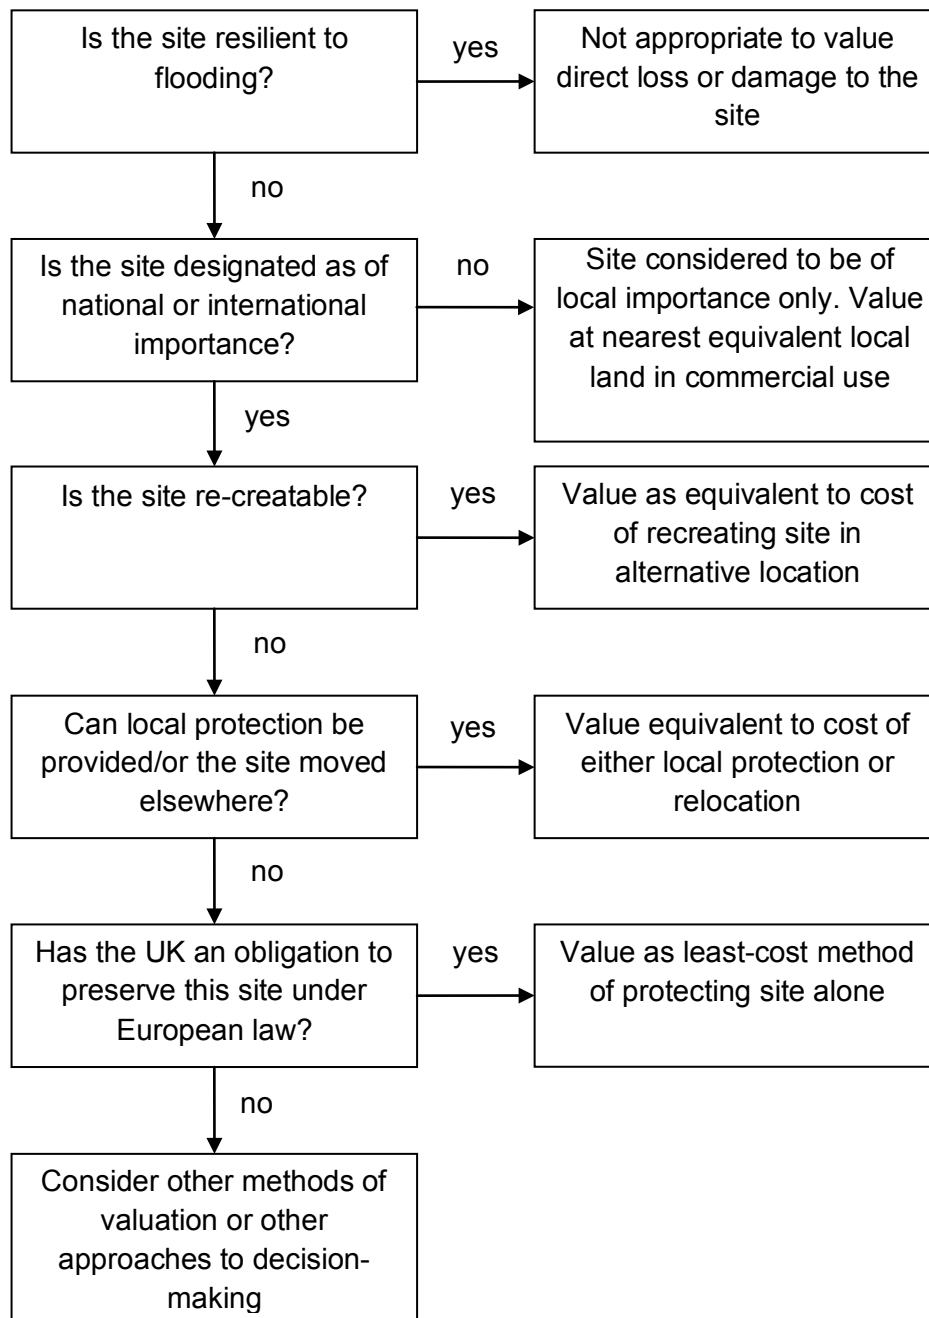 Is the site resilient to
flooding?
yes
Not appropriate to value
direct loss or damage to the
site
no
Is the site designated as of
national or international
importance?
no
Site considered to be of
local importance only. Value
at nearest equivalent local
land in commercial use
yes
Is the site re-creatable?
yes
Value as equivalent to cost
of recreating site in
alternative location
no
Can local protection be
provided/or the site moved
elsewhere?
yes
Value equivalent to cost of
either local protection or
relocation
no
Has the UK an obligation to
preserve this site under
European law?
yes
Value as least-cost method
of protecting site alone
no
Consider other methods of
valuation or other
approaches to decision-
making